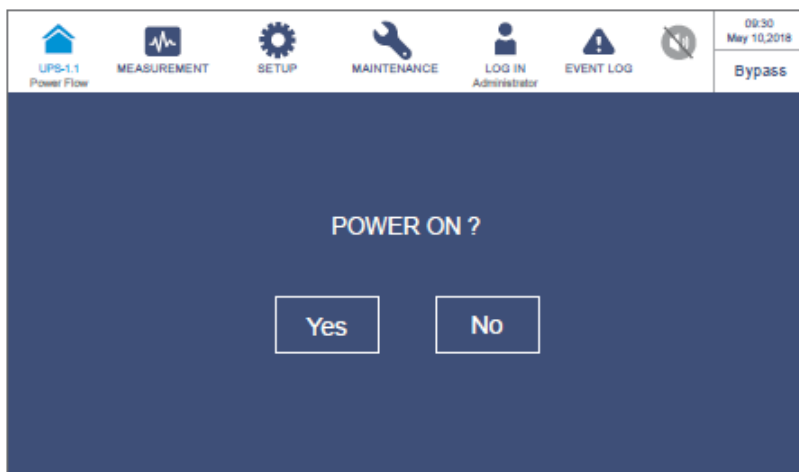 UPS-1.1
Power Flow
MEASUREMENT
SETUP
MAINTENANCE
LOG IN
Administrator
EVENT LOG
09:30
May 10,2018
Bypass
POWER ON ?
Yes
No